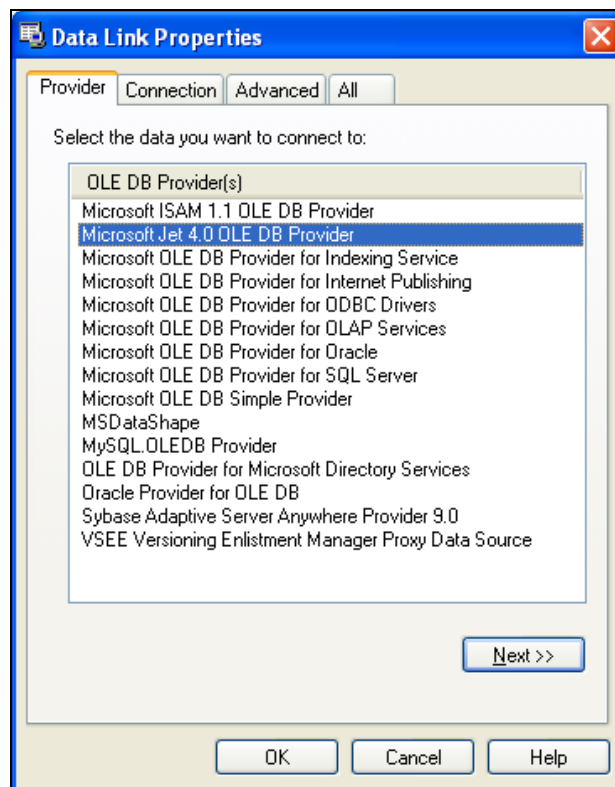 Data Link Properties
Provider Connection Advanced All
Select the data you want to connect to:
OLE DB Provider(s)
Microsoft ISAM 1.1 OLE DB Provider
Microsoft Jet 4.0 OLE DB Provider
Microsoft OLE DB Provider for Indexing Service
Microsoft OLE DB Provider for Internet Publishing
Microsoft OLE DB Provider for ODBC Drivers
Microsoft OLE DB Provider for OLAP Services
Microsoft OLE DB Provider for Oracle
Microsoft OLE DB Provider for SQL Server
Microsoft OLE DB Simple Provider
MSDataShape
MySQL.OLEDB Provider
OLE DB Provider for Microsoft Directory Services
Oracle Provider for OLE DB
Sybase Adaptive Server Anywhere Provider 9.0
VSEE Versioning Enlistment Manager Proxy Data Source
Next >>
OK Cancel Help